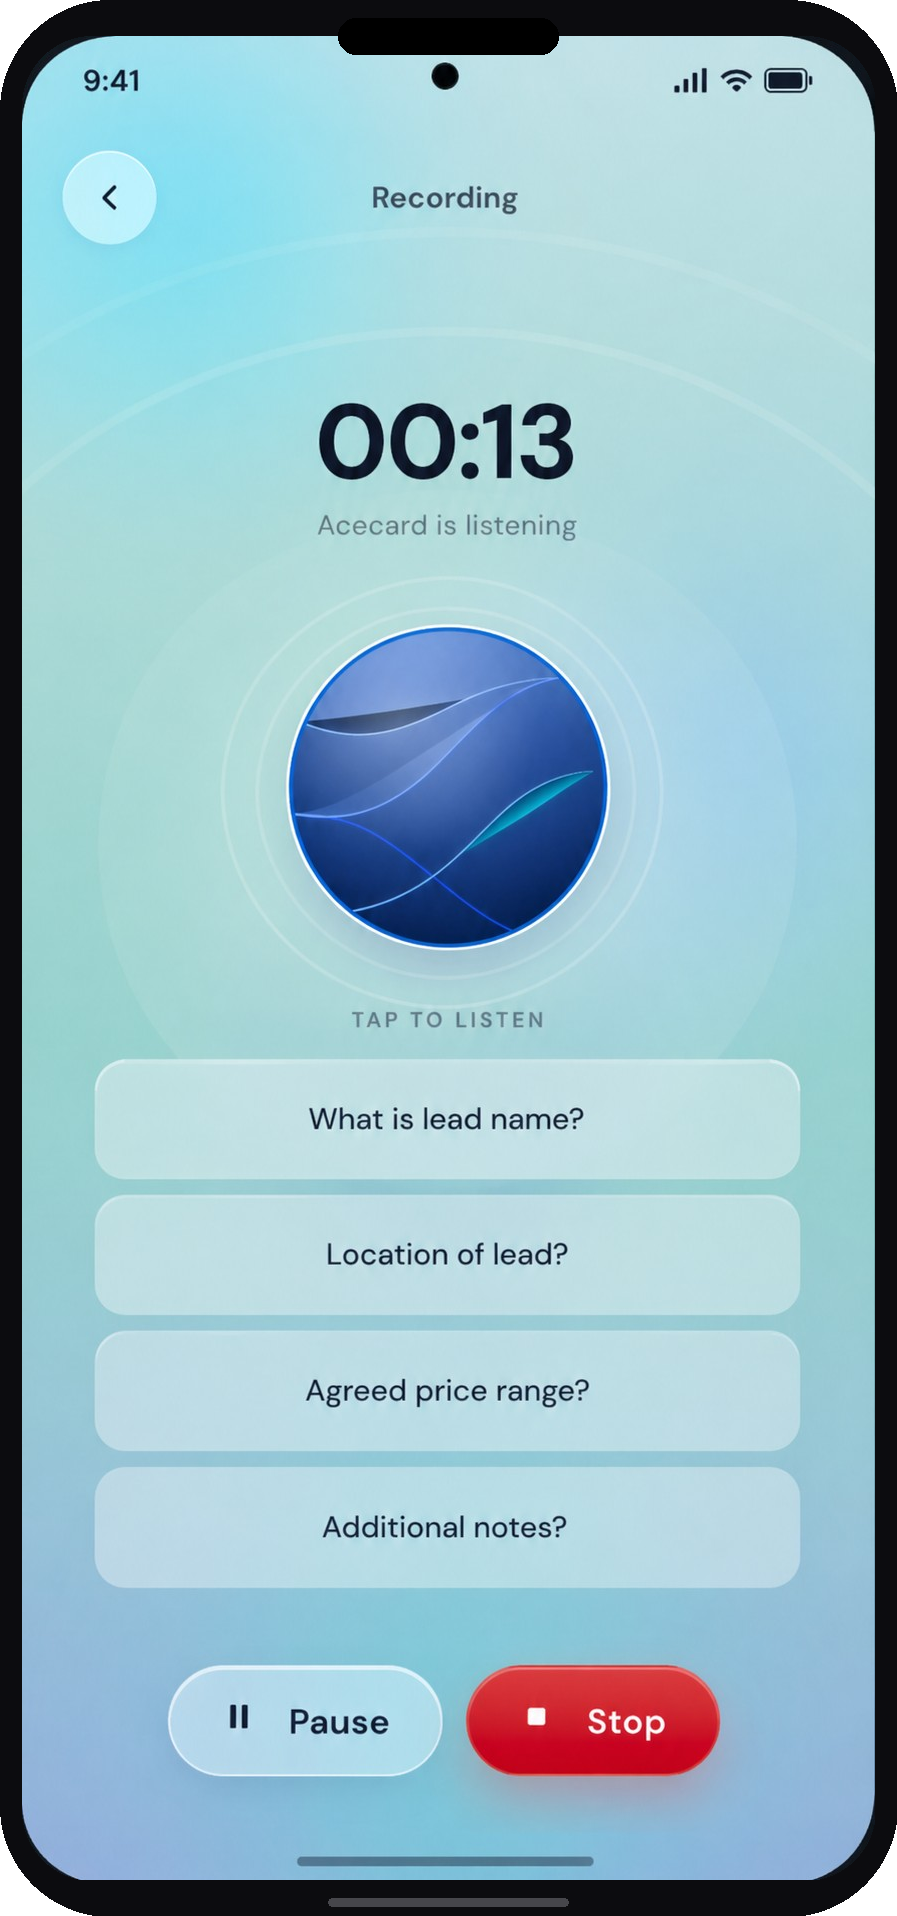 9:41
Recording
00:13
Acecard is listening
TAP TO LISTEN
What is lead name?
Location of lead?
Agreed price range?
Additional notes?
Pause
Stop